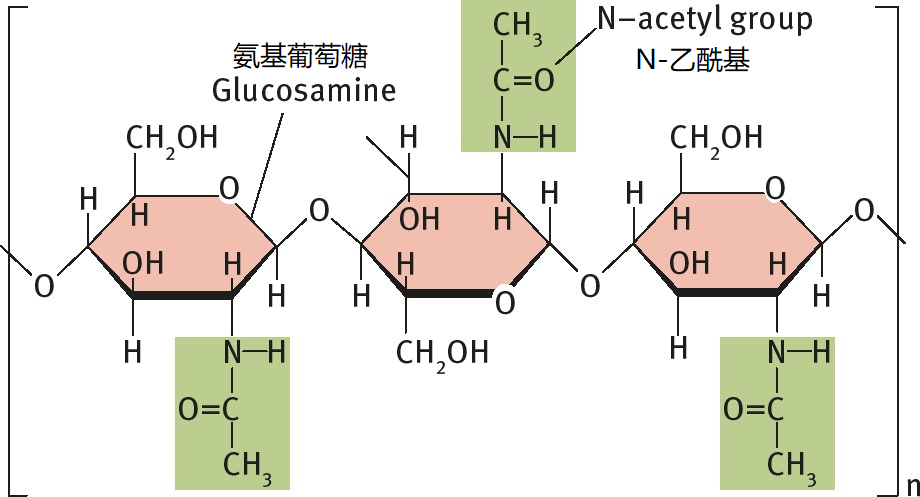 CH₃
N–acetyl group
N-乙酰基
氨基葡萄糖
Glucosamine
C=O
CH₂OH
H
N—H
CH₂OH
H
O
O
H
H
O
O
H
H
OH
H
H
OH
H
H
OH
H
O
H
H
O
O
O
H
H
H
CH₂OH
H
N—H
N—H
O=C
O=C
CH₃
CH₃
n